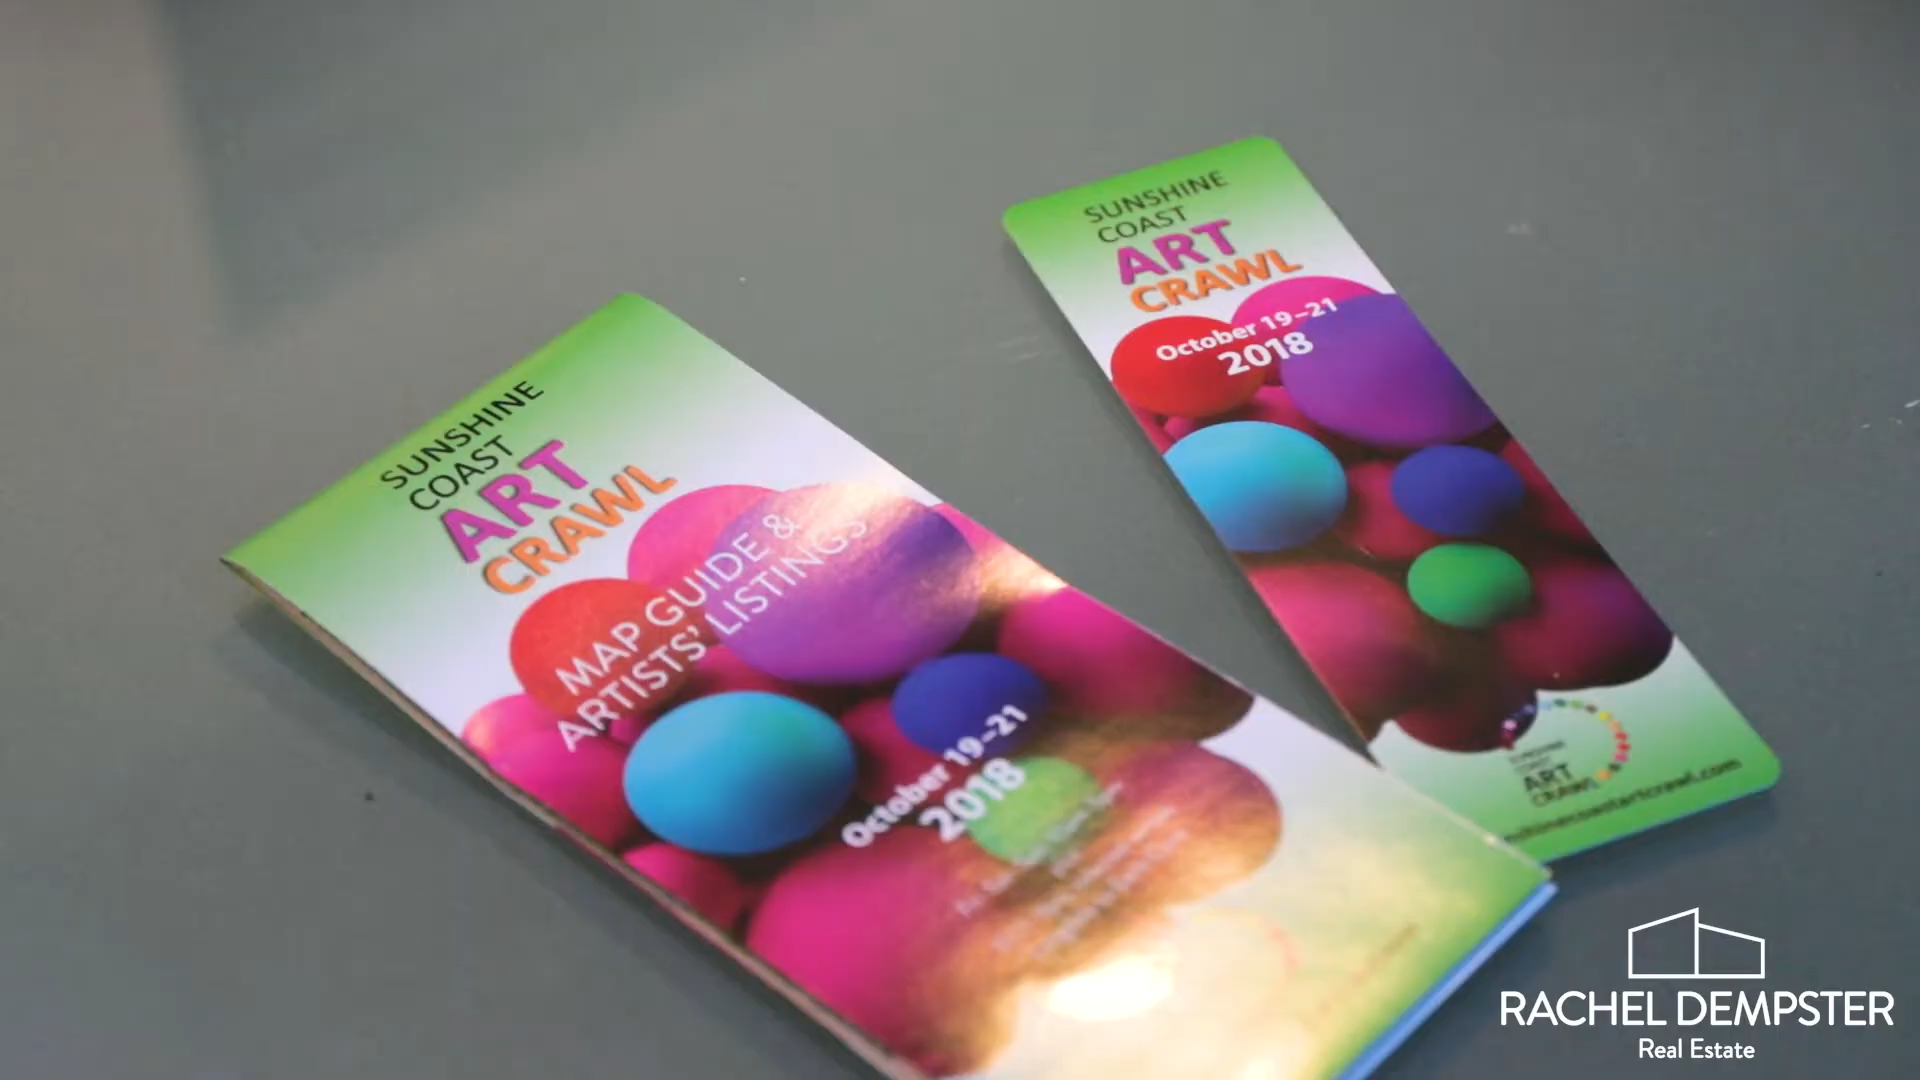 SUNSHINE
COAST
ART
CRAWL
MAP GUIDE &
ARTISTS' LISTINGS
October 19–21
2018
SUNSHINE
COAST
ART
CRAWL
October 19–21
2018
ART
CRAWL
RACHEL DEMPSTER
Real Estate